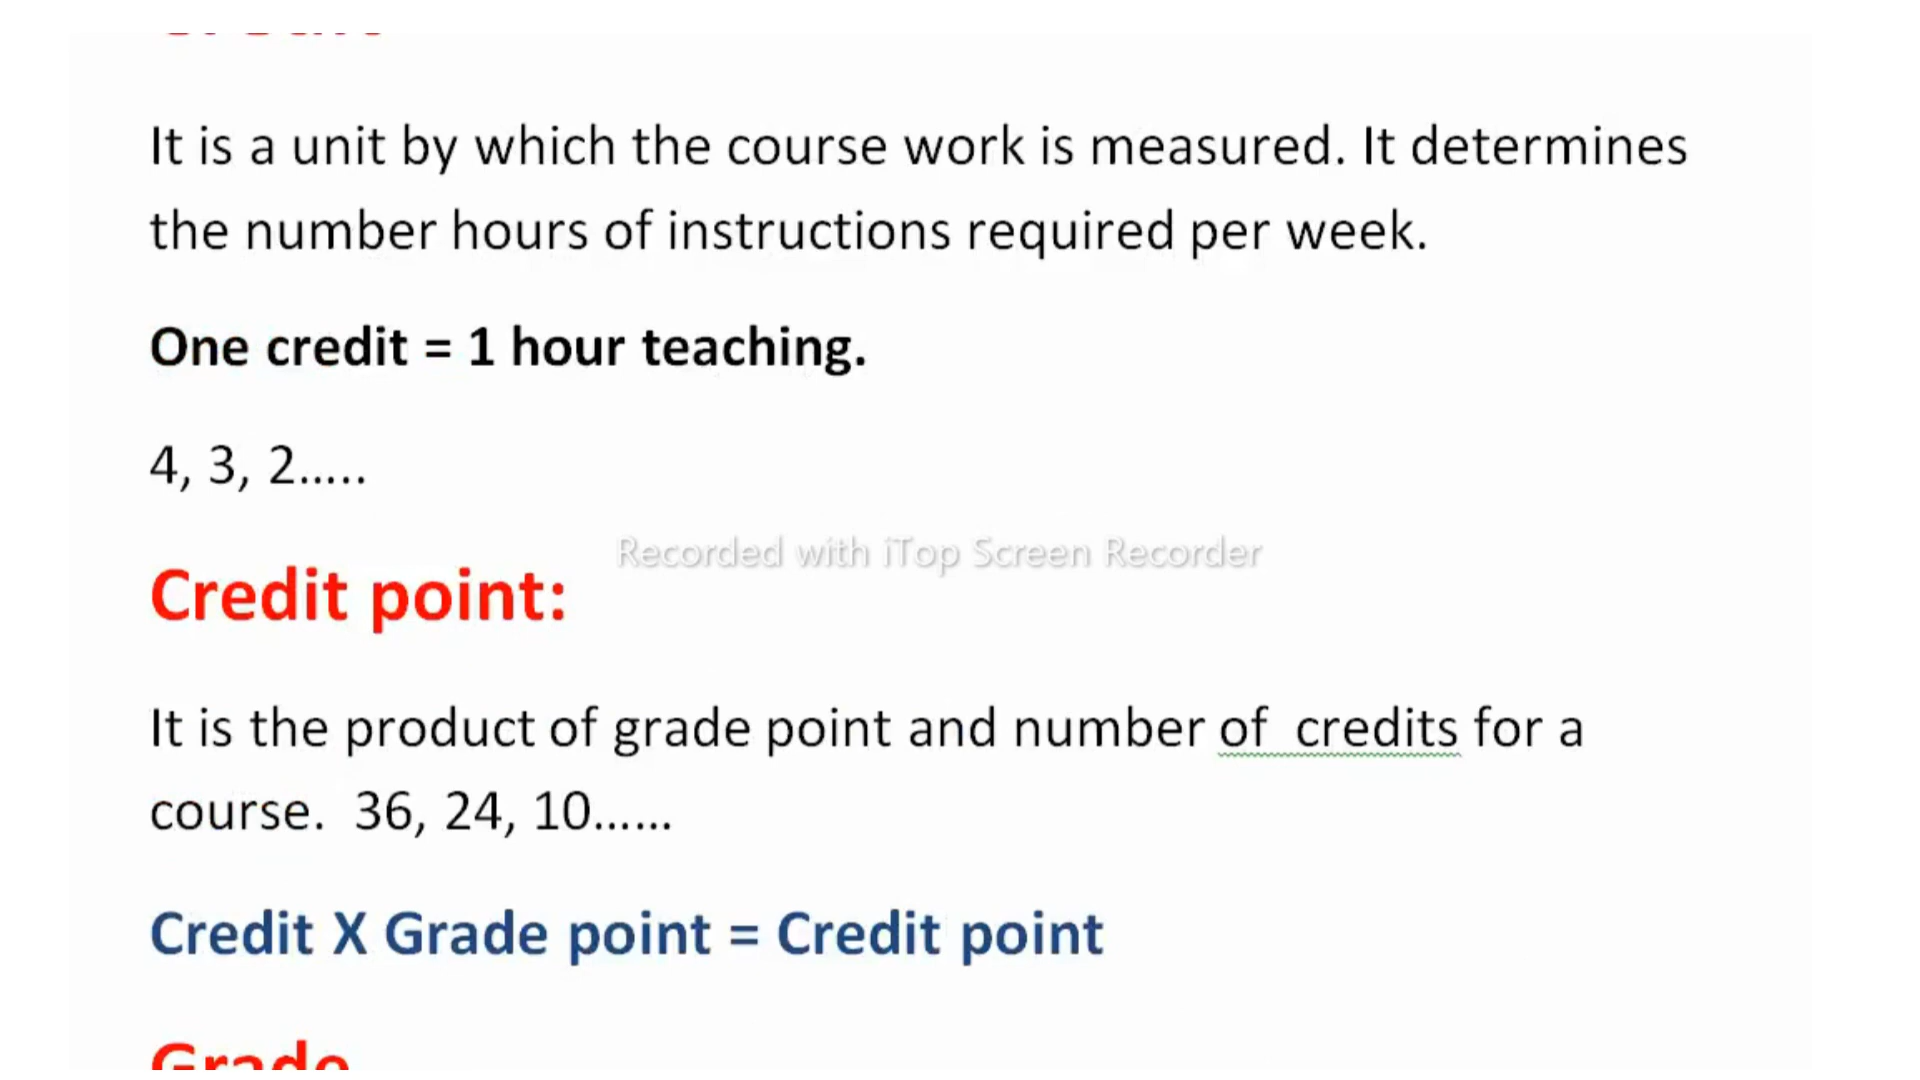 It is a unit by which the course work is measured. It determines
the number hours of instructions required per week.
One credit = 1 hour teaching.
4, 3, 2.....
Recorded with iTop Screen Recorder
Credit point:
It is the product of grade point and number of  credits for a
course.  36, 24, 10......
Credit X Grade point = Credit point
Grade